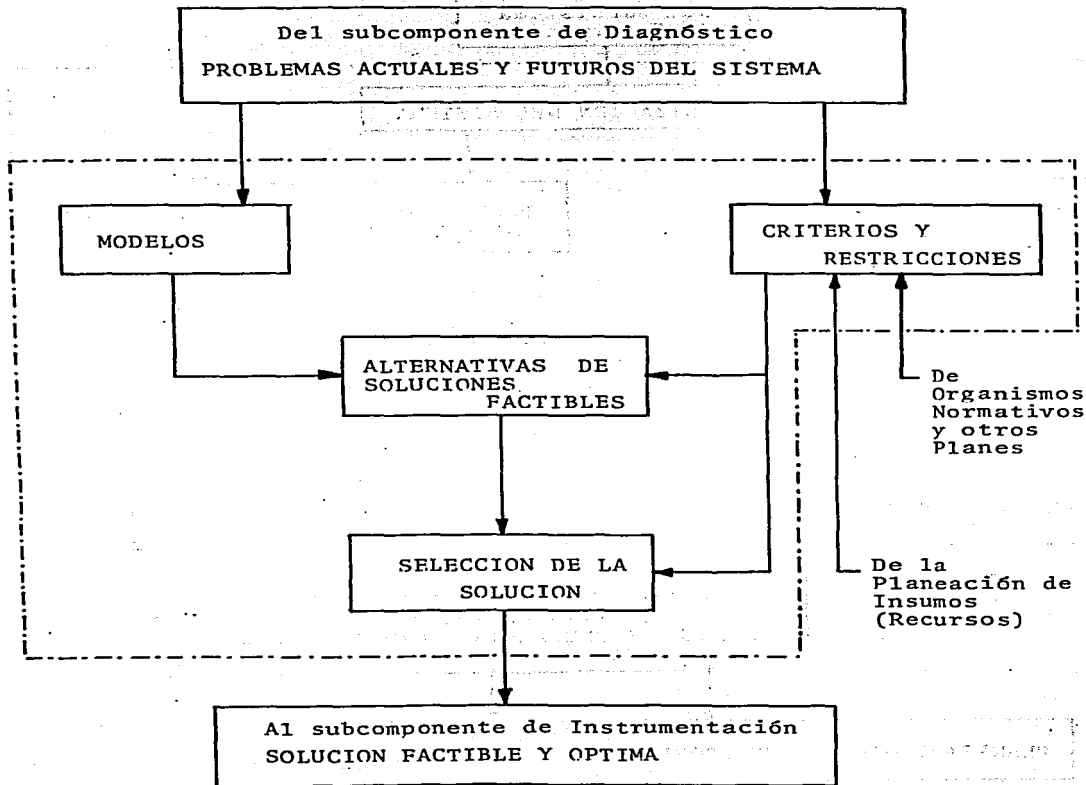 Del subcomponente de Diagnóstico
PROBLEMAS ACTUALES Y FUTUROS DEL SISTEMA
MODELOS
CRITERIOS Y
RESTRICCIONES
ALTERNATIVAS DE
SOLUCIONES
FACTIBLES
De
Organismos
Normativos
y otros
Planes
SELECCION DE LA
SOLUCION
De la
Planeación de
Insumos
(Recursos)
Al subcomponente de Instrumentación
SOLUCION FACTIBLE Y OPTIMA